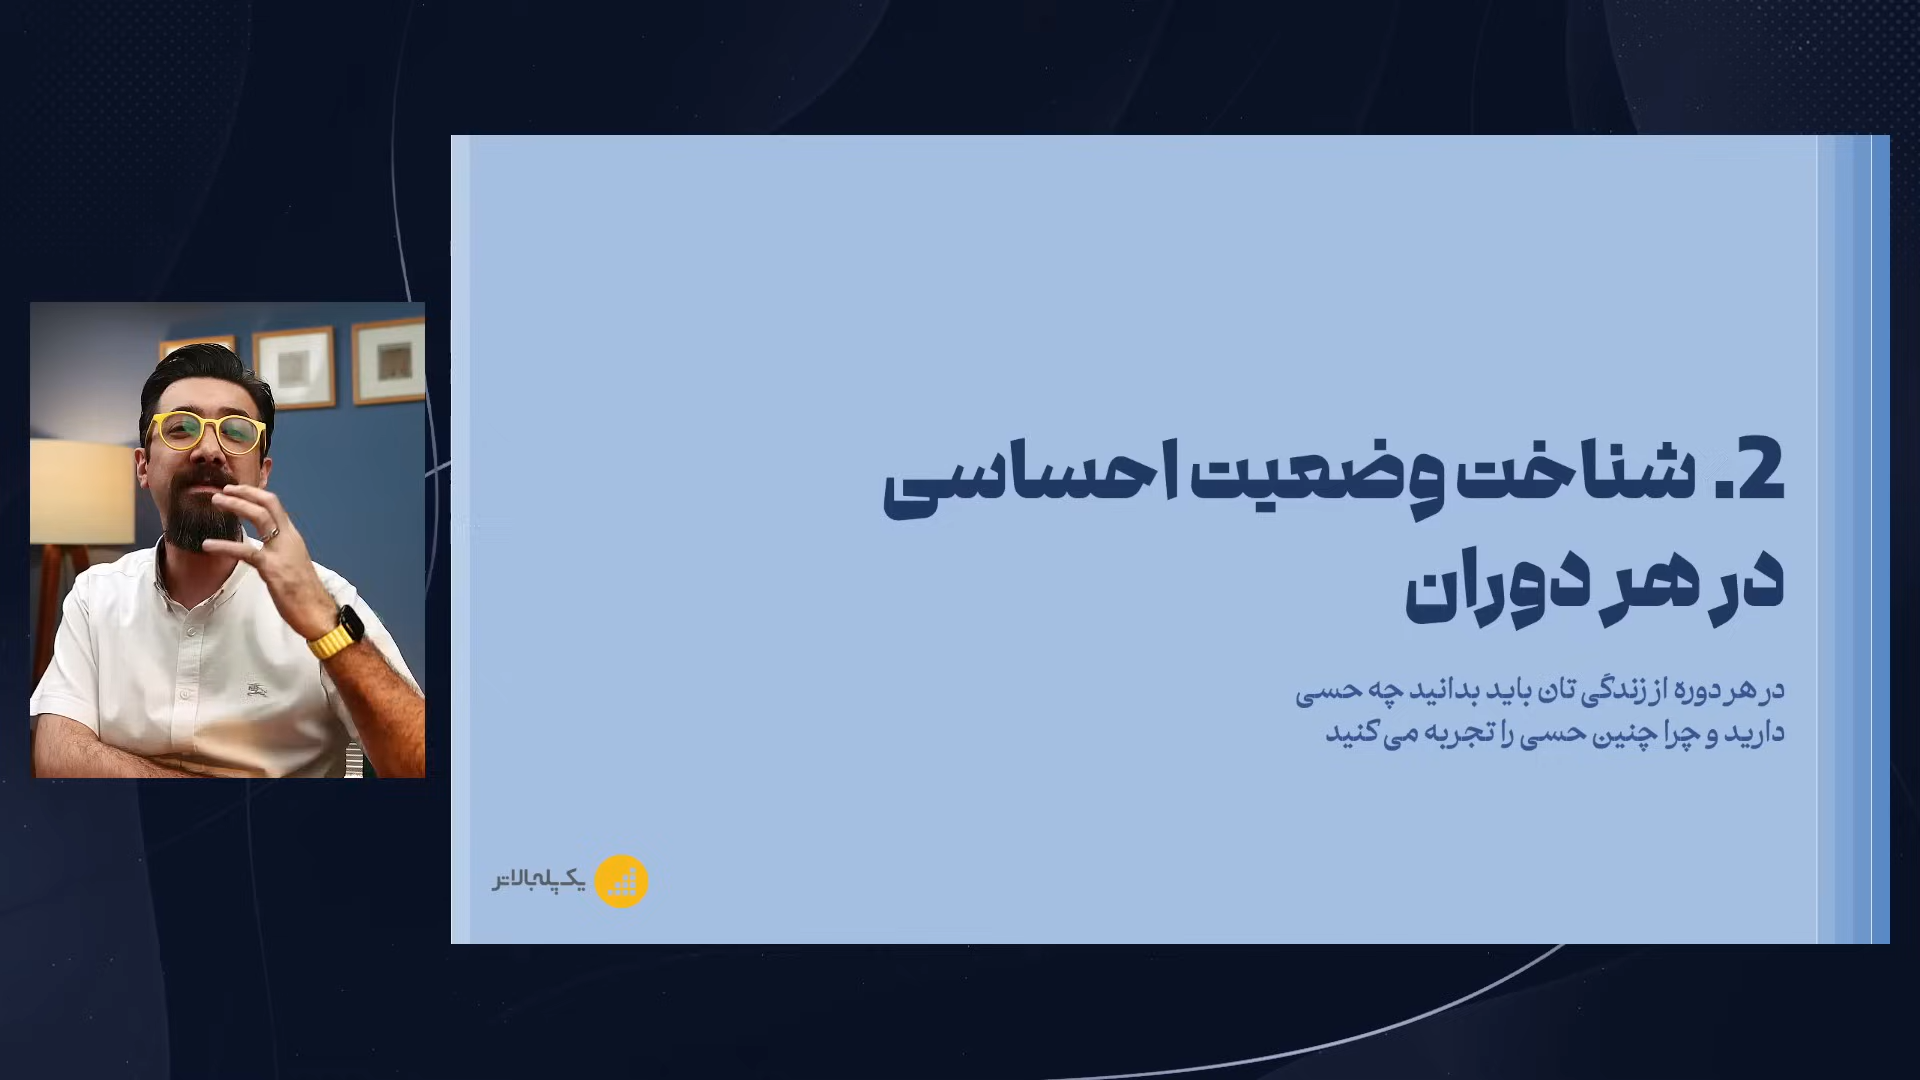 2. شناخت وضعیت احساسی
در هر دوران
در هر دوره از زندگی تان باید بدانید چه حسی
دارید و چرا چنین حسی را تجربه می کنید
یک پله بالاتر